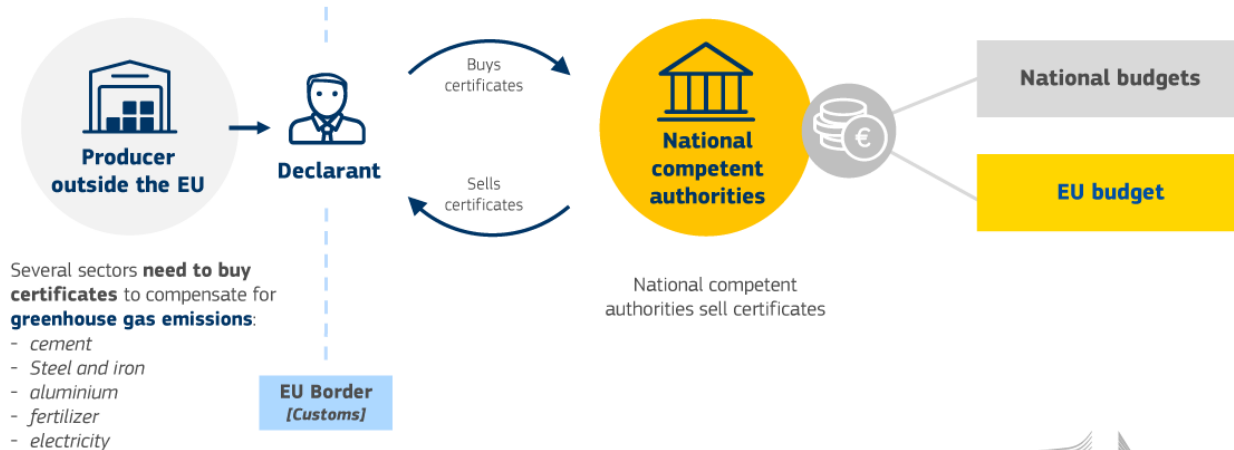 Buys
certificates
Producer
outside the EU
Declarant
Sells
certificates
National
competent
authorities
€
National budgets
EU budget
Several sectors need to buy
certificates to compensate for
greenhouse gas emissions:
- cement
- Steel and iron
- aluminium
- fertilizer
- electricity
EU Border
[Customs]
National competent
authorities sell certificates